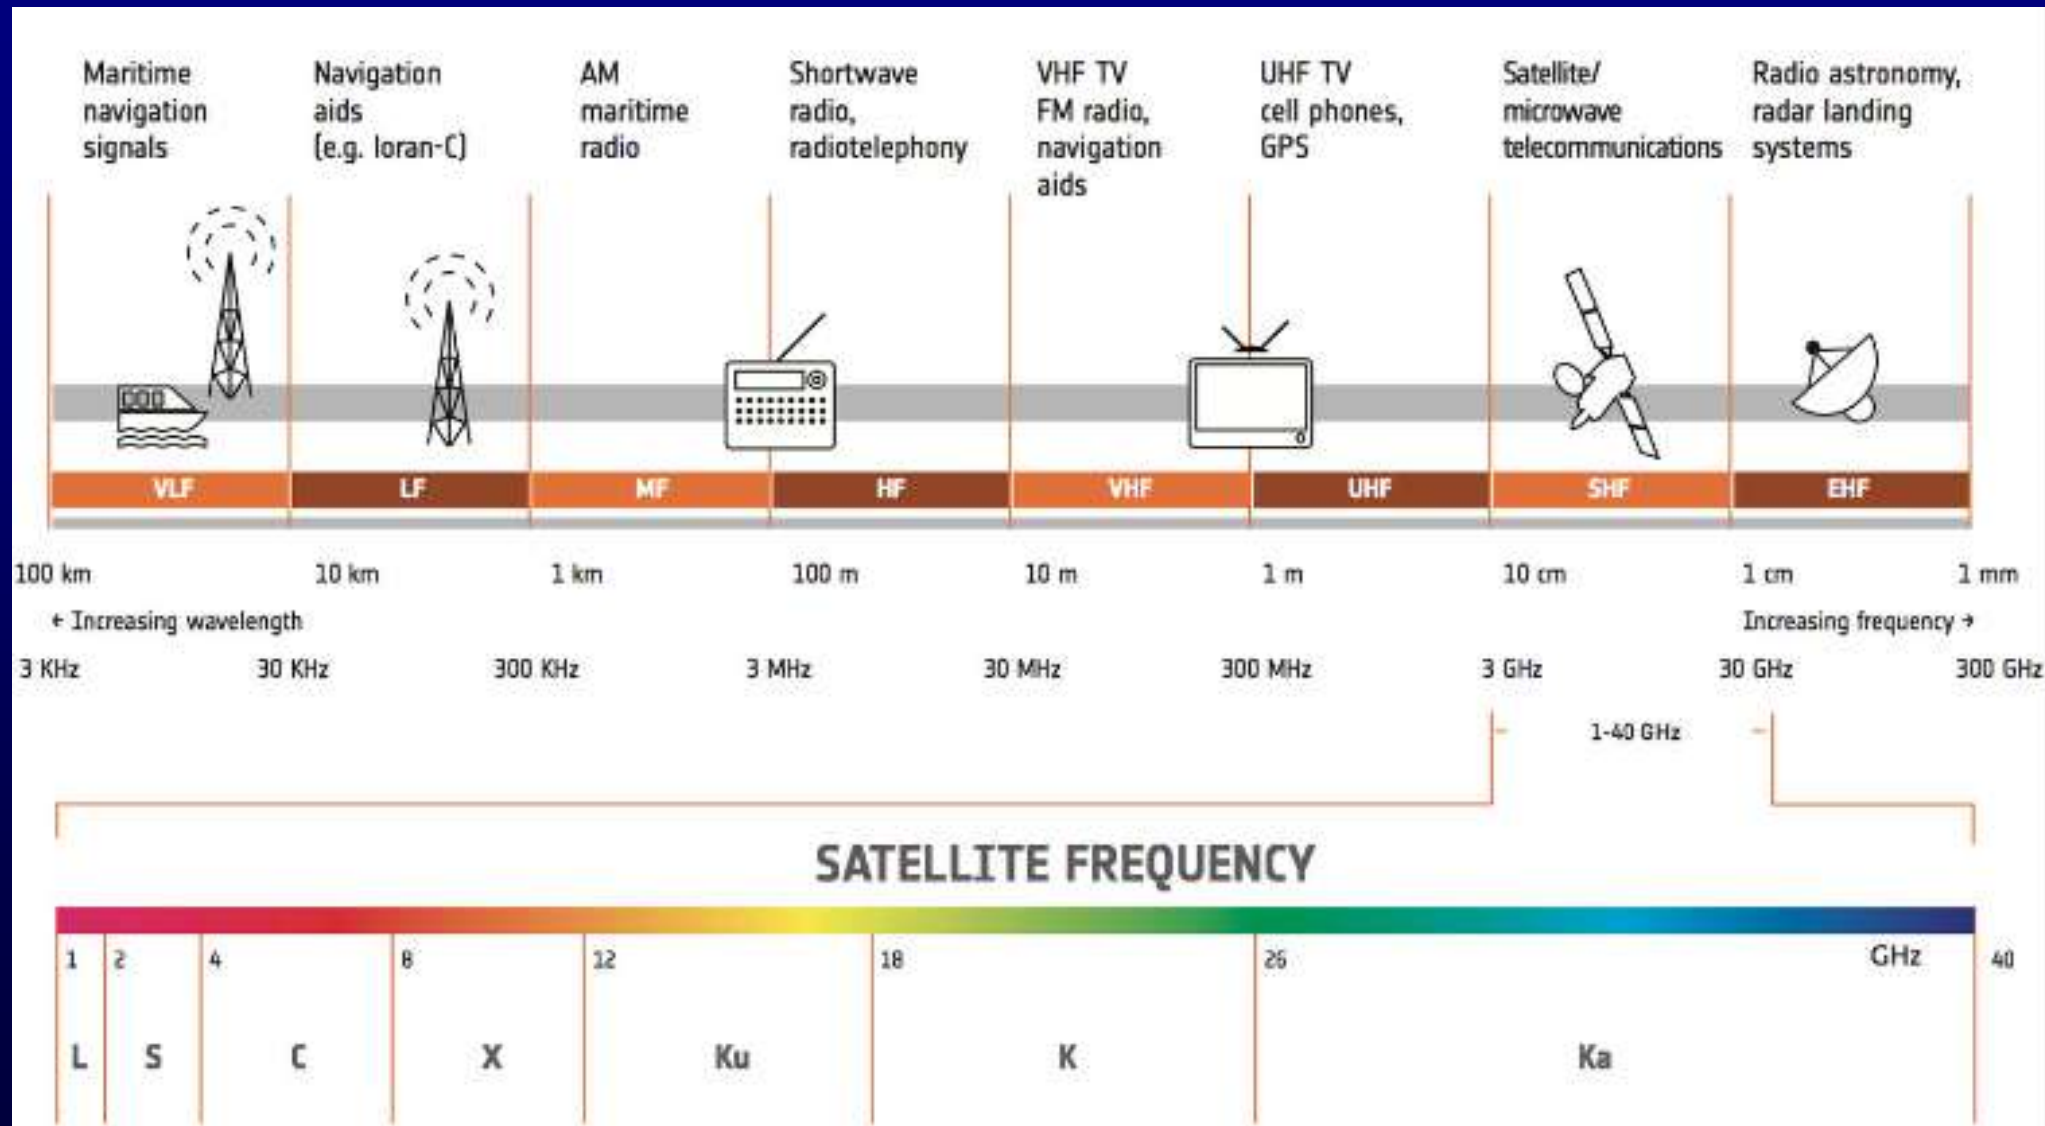 Maritime
navigation
signals
Navigation
aids
(e.g. loran-C)
AM
maritime
radio
Shortwave
radio,
radiotelephony
VHF TV
FM radio,
navigation
aids
UHF TV
cell phones,
GPS
Satellite/
microwave
telecommunications
Radio astronomy,
radar landing
systems
VLF LF MF HF VHF UHF SHF EHF
100 km 10 km 1 km 100 m 10 m 1 m 10 cm 1 cm 1 mm
← Increasing wavelength Increasing frequency →
3 KHz 30 KHz 300 KHz 3 MHz 30 MHz 300 MHz 3 GHz 30 GHz 300 GHz
1-40 GHz
SATELLITE FREQUENCY
1 2 4 8 12 18 26 GHz 40
L S C X Ku K Ka